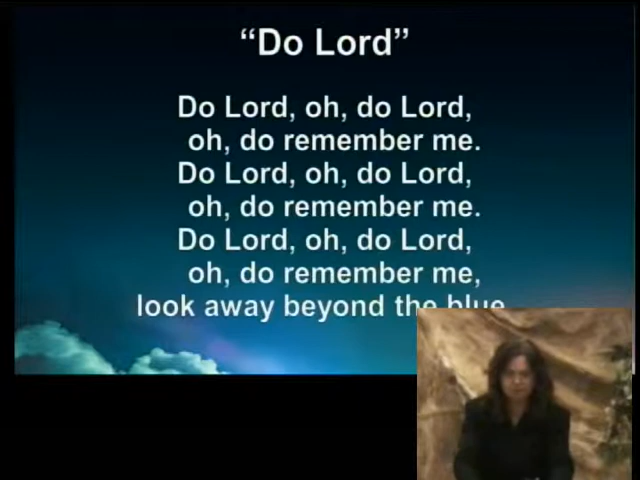 “Do Lord”
Do Lord, oh, do Lord,
oh, do remember me.
Do Lord, oh, do Lord,
oh, do remember me.
Do Lord, oh, do Lord,
oh, do remember me,
look away beyond the blue